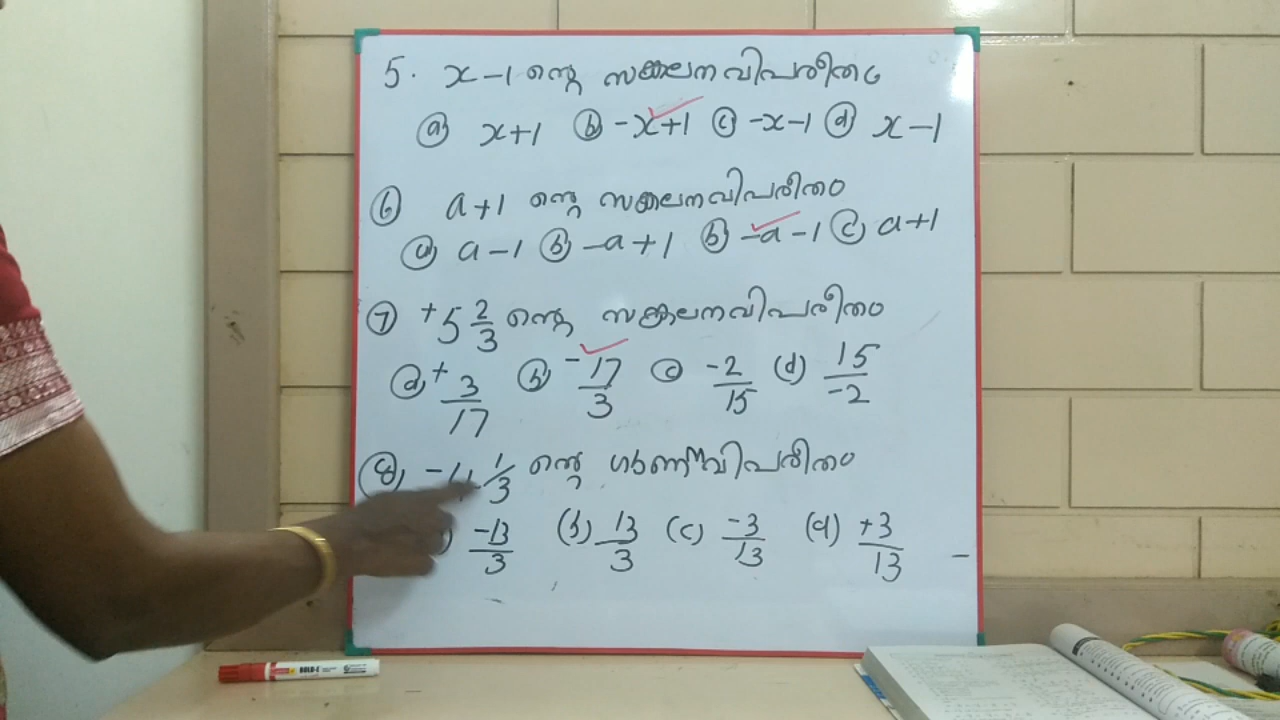 5. x-1 ന്റെ സങ്കലന വിപരീതം
ⓐ x+1 ⓑ -x+1 ⓒ -x-1 ⓓ x-1
⑥ a+1 ന്റെ സങ്കലനവിപരീതം
ⓐ a-1 ⓑ -a+1 ⓑ -a-1 ⓒ a+1
⑦ +5 2/3 ന്റെ സങ്കലനവിപരീതം
ⓐ +3/17 ⓑ -17/3 ⓒ -2/15 (d) 15/-2
⑧ -4 1/3 ന്റെ ഗുണനവിപരീതം
) -13/3 (b) 13/3 (c) -3/13 (d) +3/13
BOLD-E